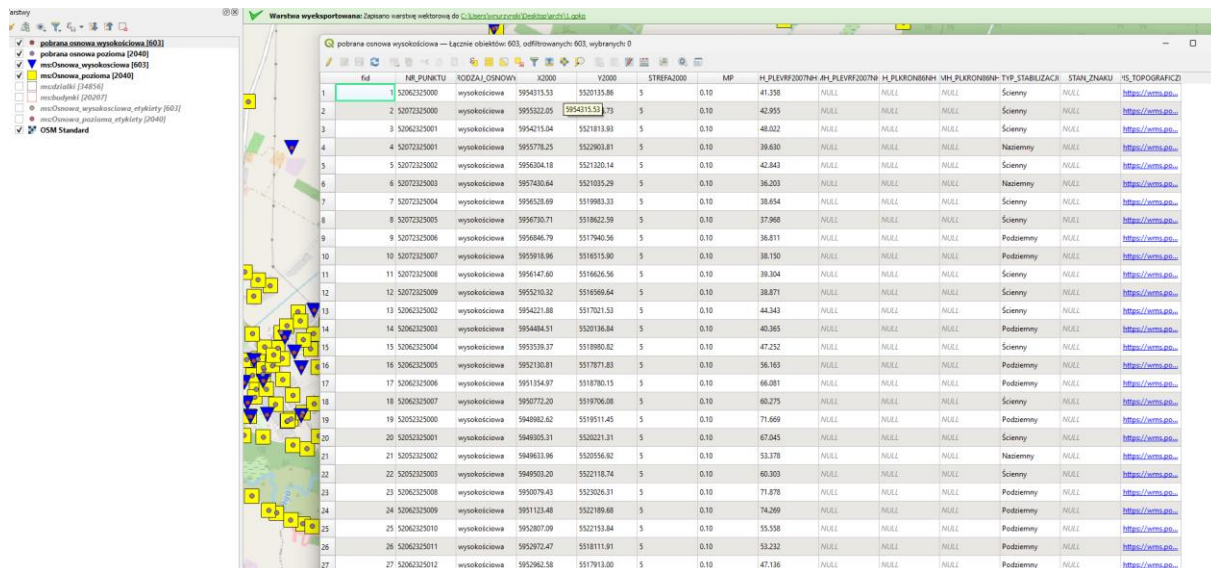 arstwy
Warstwa wyeksportowana: Zapisano warstwę wektorową do C:\Users\wnurzynski\Desktop\archi\1.gpkg
pobrana osnowa wysokościowa [603]
pobrana osnowa pozioma [2040]
ms:Osnowa_wysokosciowa [603]
ms:Osnowa_pozioma [2040]
ms:dzialki [34856]
ms:budynki [20207]
ms:Osnowa_wysokosciowa_etykiety [603]
ms:Osnowa_pozioma_etykiety [2040]
OSM Standard
pobrana osnowa wysokościowa — Łącznie obiektów: 603, odfiltrowanych: 603, wybranych: 0
fid NR_PUNKTU RODZAJ_OSNOWY X2000 Y2000 STREFA2000 MP H_PLEVRF2007NH MH_PLEVRF2007NH H_PLKRON86NH MH_PLKRON86NH TYP_STABILIZACJI STAN_ZNAKU IS_TOPOGRAFICZ
1 1 52062325000 wysokościowa 5954315.53 5520135.86 5 0.10 41.358 NULL NULL NULL Ścienny NULL https://wms.po...
2 2 52072325000 wysokościowa 5955322.05 5954315.53 .73 5 0.10 42.955 NULL NULL NULL Ścienny NULL https://wms.po...
3 3 52062325001 wysokościowa 5954215.04 5521813.93 5 0.10 48.022 NULL NULL NULL Ścienny NULL https://wms.po...
4 4 52072325001 wysokościowa 5955778.25 5522903.81 5 0.10 39.630 NULL NULL NULL Naziemny NULL https://wms.po...
5 5 52072325002 wysokościowa 5956304.18 5521320.14 5 0.10 42.843 NULL NULL NULL Ścienny NULL https://wms.po...
6 6 52072325003 wysokościowa 5957430.64 5521035.29 5 0.10 36.203 NULL NULL NULL Naziemny NULL https://wms.po...
7 7 52072325004 wysokościowa 5956528.69 5519983.33 5 0.10 38.654 NULL NULL NULL Ścienny NULL https://wms.po...
8 8 52072325005 wysokościowa 5956730.71 5518622.59 5 0.10 37.968 NULL NULL NULL Ścienny NULL https://wms.po...
9 9 52072325006 wysokościowa 5956846.79 5517940.56 5 0.10 36.811 NULL NULL NULL Podziemny NULL https://wms.po...
10 10 52072325007 wysokościowa 5955918.96 5516515.90 5 0.10 38.150 NULL NULL NULL Podziemny NULL https://wms.po...
11 11 52072325008 wysokościowa 5956147.60 5516626.56 5 0.10 39.304 NULL NULL NULL Ścienny NULL https://wms.po...
12 12 52072325009 wysokościowa 5955210.32 5516569.64 5 0.10 38.871 NULL NULL NULL Ścienny NULL https://wms.po...
13 13 52062325002 wysokościowa 5954221.88 5517021.53 5 0.10 44.343 NULL NULL NULL Ścienny NULL https://wms.po...
14 14 52062325003 wysokościowa 5954484.51 5520136.84 5 0.10 40.365 NULL NULL NULL Podziemny NULL https://wms.po...
15 15 52062325004 wysokościowa 5953539.37 5518980.82 5 0.10 47.252 NULL NULL NULL Ścienny NULL https://wms.po...
16 16 52062325005 wysokościowa 5952130.81 5517871.83 5 0.10 56.163 NULL NULL NULL Podziemny NULL https://wms.po...
17 17 52062325006 wysokościowa 5951354.97 5518780.15 5 0.10 66.081 NULL NULL NULL Podziemny NULL https://wms.po...
18 18 52062325007 wysokościowa 5950772.20 5519706.08 5 0.10 60.275 NULL NULL NULL Ścienny NULL https://wms.po...
19 19 52052325000 wysokościowa 5948982.62 5519511.45 5 0.10 71.669 NULL NULL NULL Podziemny NULL https://wms.po...
20 20 52052325001 wysokościowa 5949305.31 5520221.31 5 0.10 67.045 NULL NULL NULL Ścienny NULL https://wms.po...
21 21 52052325002 wysokościowa 5949633.96 5520556.92 5 0.10 53.378 NULL NULL NULL Naziemny NULL https://wms.po...
22 22 52052325003 wysokościowa 5949503.20 5522118.74 5 0.10 60.303 NULL NULL NULL Ścienny NULL https://wms.po...
23 23 52062325008 wysokościowa 5950079.43 5523026.31 5 0.10 71.878 NULL NULL NULL Podziemny NULL https://wms.po...
24 24 52062325009 wysokościowa 5951123.48 5522189.68 5 0.10 74.269 NULL NULL NULL Podziemny NULL https://wms.po...
25 25 52062325010 wysokościowa 5952807.09 5522153.84 5 0.10 55.558 NULL NULL NULL Podziemny NULL https://wms.po...
26 26 52062325011 wysokościowa 5952972.47 5518111.91 5 0.10 53.232 NULL NULL NULL Podziemny NULL https://wms.po...
27 27 52062325012 wysokościowa 5952962.58 5517913.00 5 0.10 47.136 NULL NULL NULL Podziemny NULL https://wms.po...